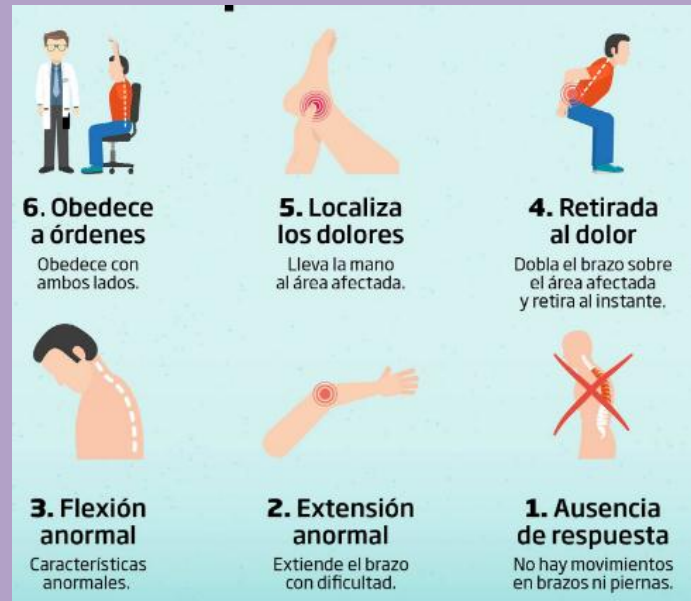 6. Obedece
a órdenes
Obedece con
ambos lados.
5. Localiza
los dolores
Lleva la mano
al área afectada.
4. Retirada
al dolor
Dobla el brazo sobre
el área afectada
y retira al instante.
3. Flexión
anormal
Características
anormales.
2. Extensión
anormal
Extiende el brazo
con dificultad.
1. Ausencia
de respuesta
No hay movimientos
en brazos ni piernas.